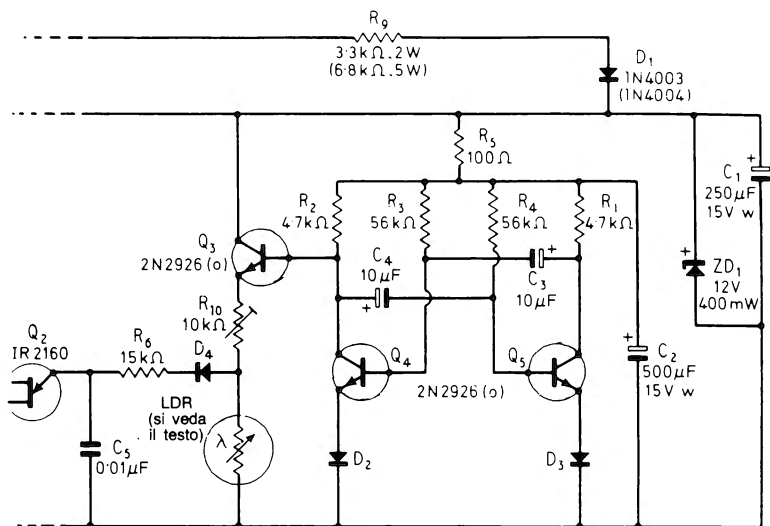 R9
3·3kΩ.2W
(6·8kΩ.5W)
D1
1N4003
(1N4004)
R5
100Ω
R2
4·7kΩ
R3
56kΩ
R4
56kΩ
R1
4·7kΩ
C1
250µF
15V w
+
Q3
2N2926 (o)
C4
10µF
+
C3
10µF
+
ZD1
12V
400mW
+
R10
10kΩ
Q2
IR2160
R6
15kΩ
D4
Q4
Q5
2N2926 (o)
C2
500µF
15V w
+
LDR
(si veda
il testo)
λ
C5
0·01µF
D2
D3